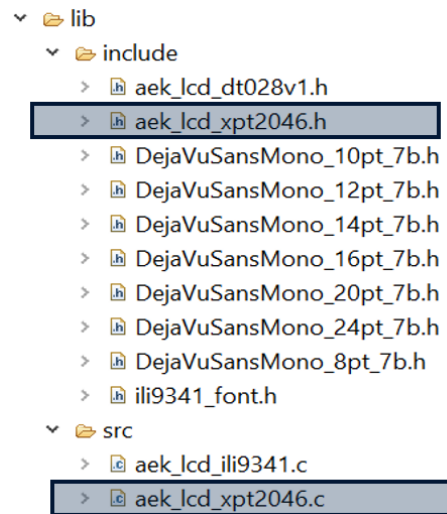 lib
include
aek_lcd_dt028v1.h
aek_lcd_xpt2046.h
DejaVuSansMono_10pt_7b.h
DejaVuSansMono_12pt_7b.h
DejaVuSansMono_14pt_7b.h
DejaVuSansMono_16pt_7b.h
DejaVuSansMono_20pt_7b.h
DejaVuSansMono_24pt_7b.h
DejaVuSansMono_8pt_7b.h
ili9341_font.h
src
aek_lcd_ili9341.c
aek_lcd_xpt2046.c